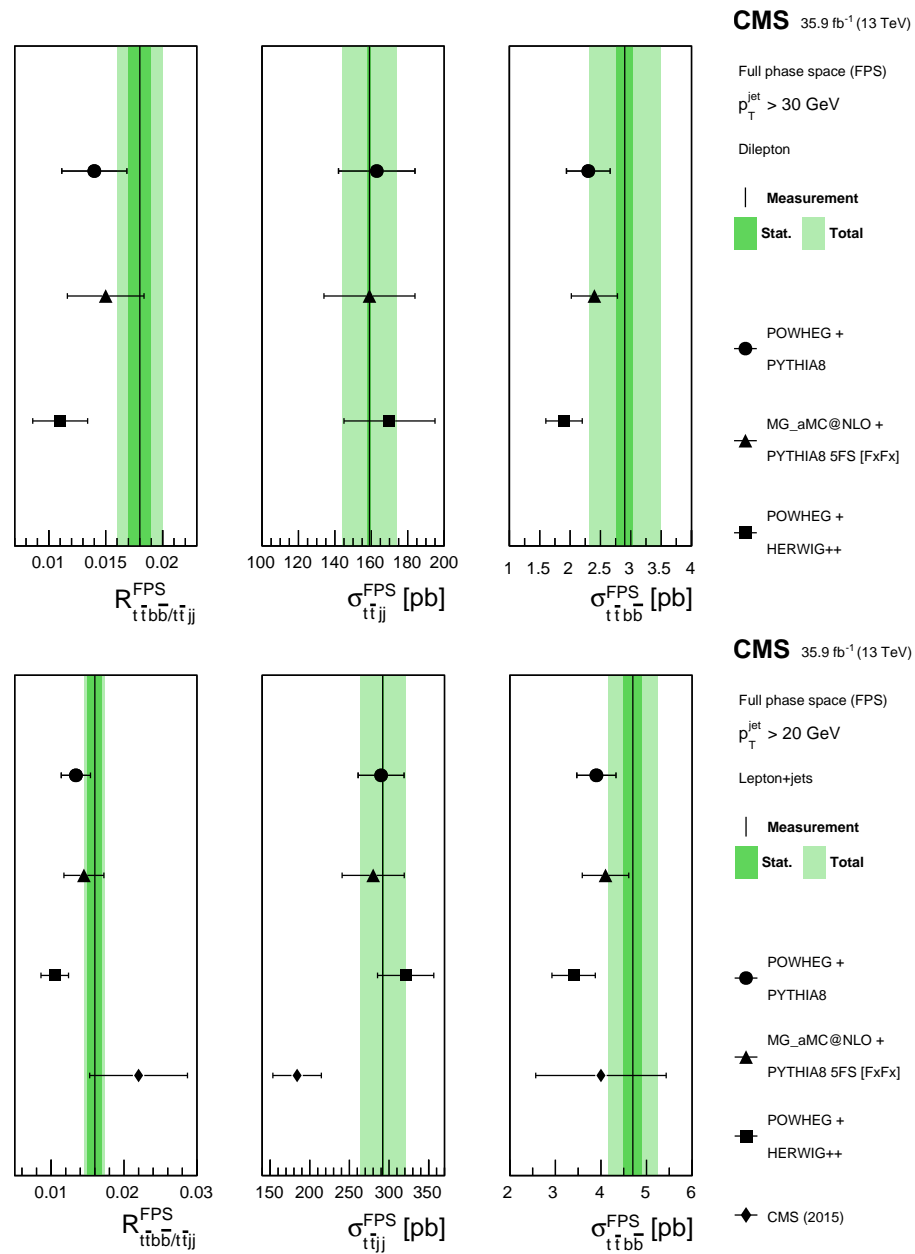 CMS 35.9 fb⁻¹ (13 TeV)
Full phase space (FPS)
p_T^jet > 30 GeV
Dilepton
Measurement
Stat. Total
POWHEG +
PYTHIA8
MG_aMC@NLO +
PYTHIA8 5FS [FxFx]
POWHEG +
HERWIG++
0.01 0.015 0.02
R^FPS_tt̄bb̄/tt̄jj
100 120 140 160 180 200
σ^FPS_tt̄jj [pb]
1 1.5 2 2.5 3 3.5 4
σ^FPS_tt̄bb̄ [pb]
CMS 35.9 fb⁻¹ (13 TeV)
Full phase space (FPS)
p_T^jet > 20 GeV
Lepton+jets
Measurement
Stat. Total
POWHEG +
PYTHIA8
MG_aMC@NLO +
PYTHIA8 5FS [FxFx]
POWHEG +
HERWIG++
CMS (2015)
0.01 0.02 0.03
R^FPS_tt̄bb̄/tt̄jj
150 200 250 300 350
σ^FPS_tt̄jj [pb]
2 3 4 5 6
σ^FPS_tt̄bb̄ [pb]